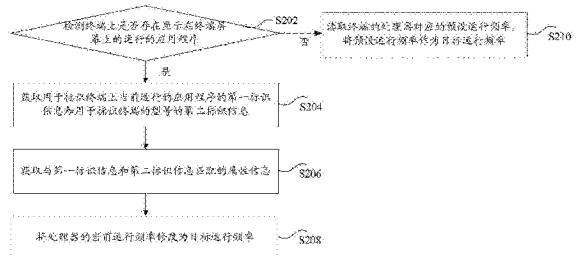 检测终端上是否存在显示在终端屏
幕上的运行的应用程序
S202
否
读取终端的处理器对应的预设运行频率，
将预设运行频率作为目标运行频率
S210
是
获取用于标识终端上当前运行的应用程序的第一标识
信息和用于标识终端的型号的第二标识信息
S204
获取与第一标识信息和第二标识信息匹配的属性信息
S206
将处理器的当前运行频率修改为目标运行频率
S208